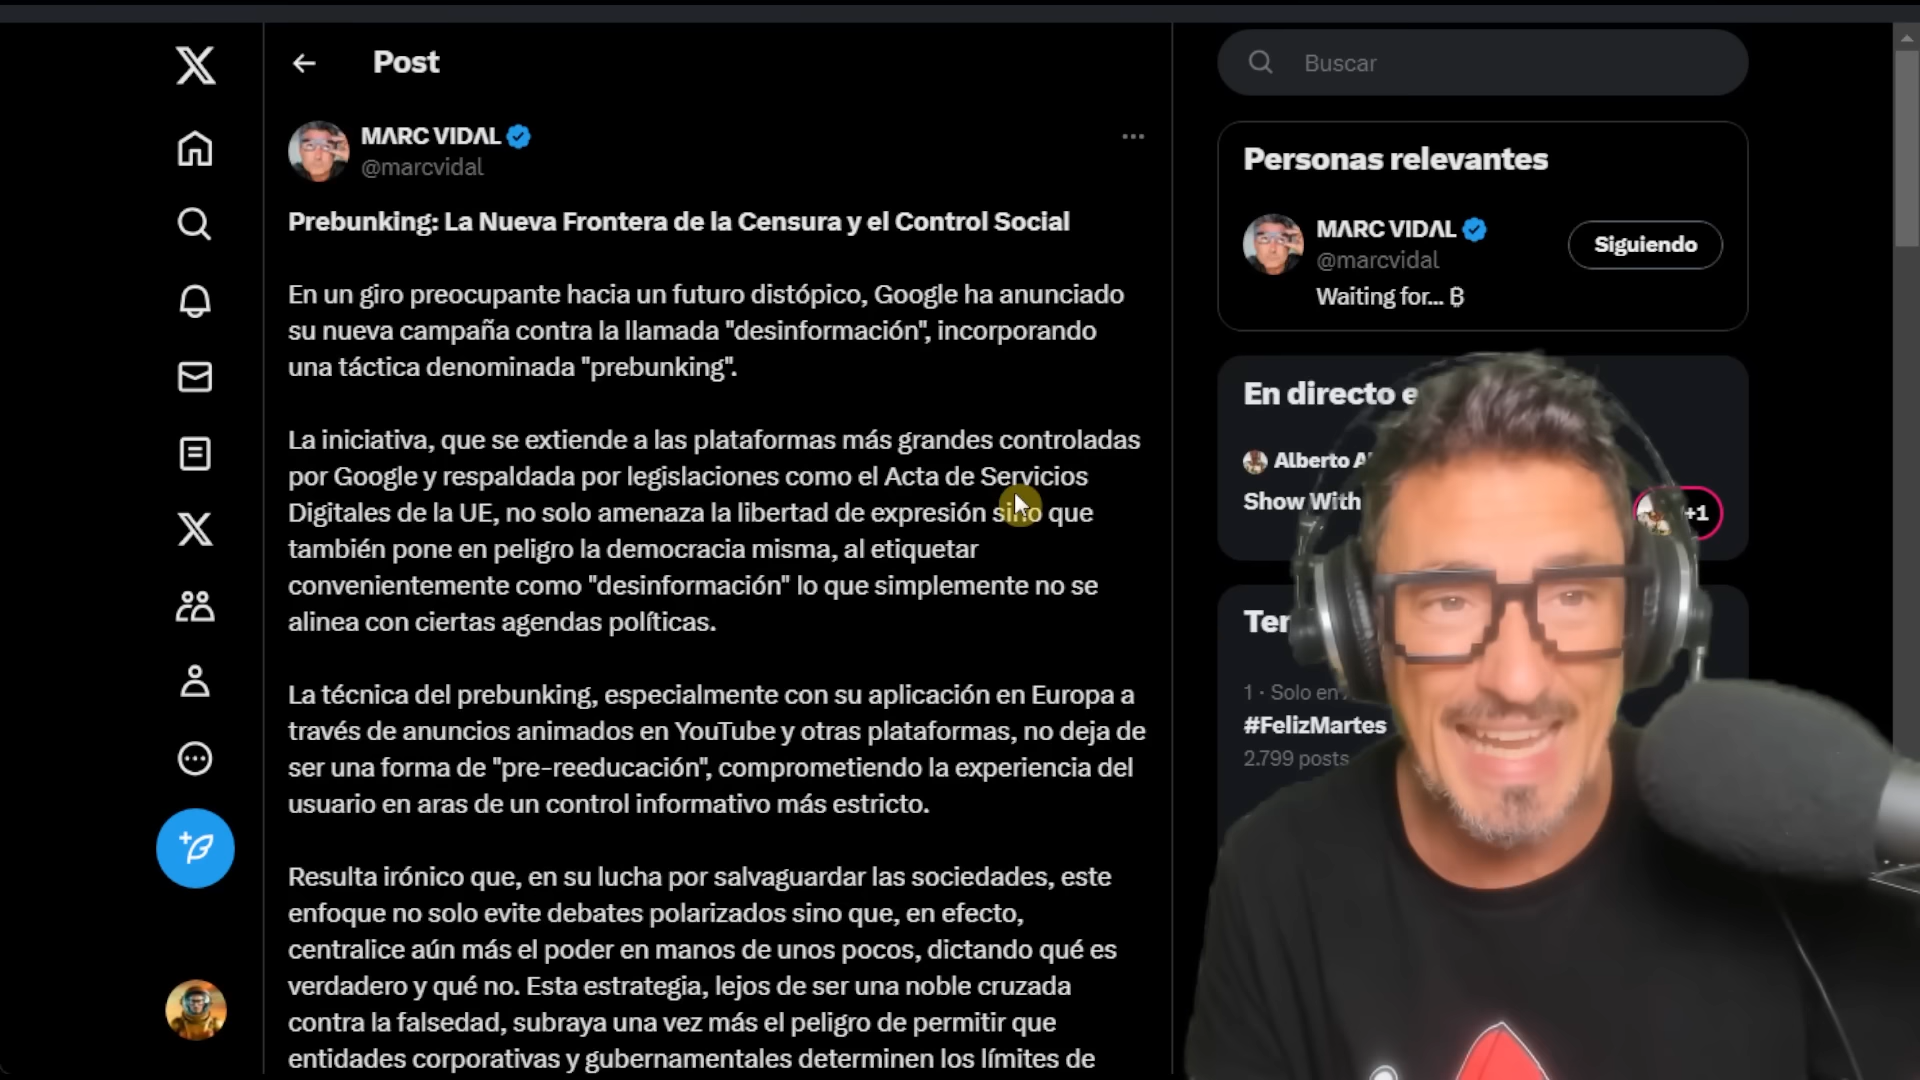 Post
MARC VIDAL
@marcvidal
Prebunking: La Nueva Frontera de la Censura y el Control Social
En un giro preocupante hacia un futuro distópico, Google ha anunciado
su nueva campaña contra la llamada "desinformación", incorporando
una táctica denominada "prebunking".
La iniciativa, que se extiende a las plataformas más grandes controladas
por Google y respaldada por legislaciones como el Acta de Servicios
Digitales de la UE, no solo amenaza la libertad de expresión sino que
también pone en peligro la democracia misma, al etiquetar
convenientemente como "desinformación" lo que simplemente no se
alinea con ciertas agendas políticas.
La técnica del prebunking, especialmente con su aplicación en Europa a
través de anuncios animados en YouTube y otras plataformas, no deja de
ser una forma de "pre-reeducación", comprometiendo la experiencia del
usuario en aras de un control informativo más estricto.
Resulta irónico que, en su lucha por salvaguardar las sociedades, este
enfoque no solo evite debates polarizados sino que, en efecto,
centralice aún más el poder en manos de unos pocos, dictando qué es
verdadero y qué no. Esta estrategia, lejos de ser una noble cruzada
contra la falsedad, subraya una vez más el peligro de permitir que
entidades corporativas y gubernamentales determinen los límites de
Buscar
Personas relevantes
MARC VIDAL
@marcvidal
Siguiendo
Waiting for... ₿
En directo
Alberto
Show With
+1
1 · Solo en
#FelizMartes
2.799 posts